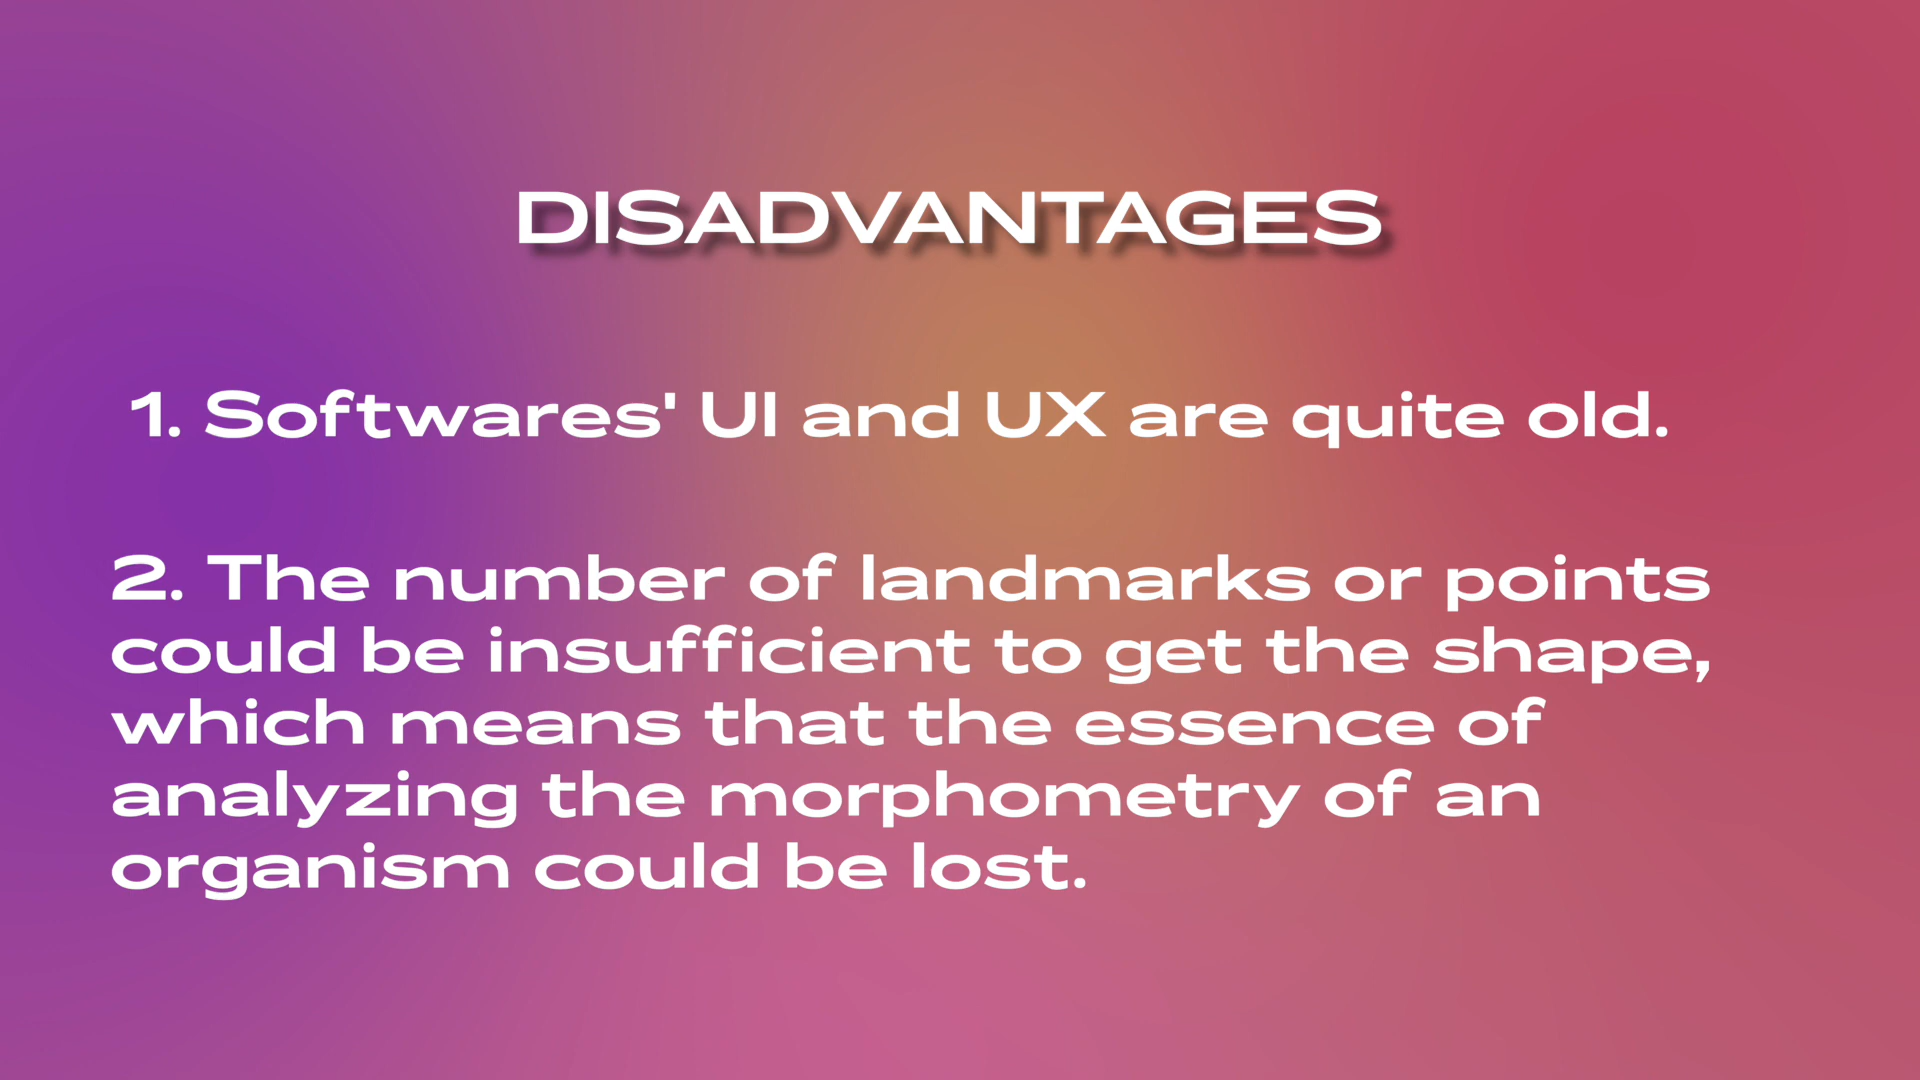 DISADVANTAGES
1. Softwares' UI and UX are quite old.
2. The number of landmarks or points
could be insufficient to get the shape,
which means that the essence of
analyzing the morphometry of an
organism could be lost.